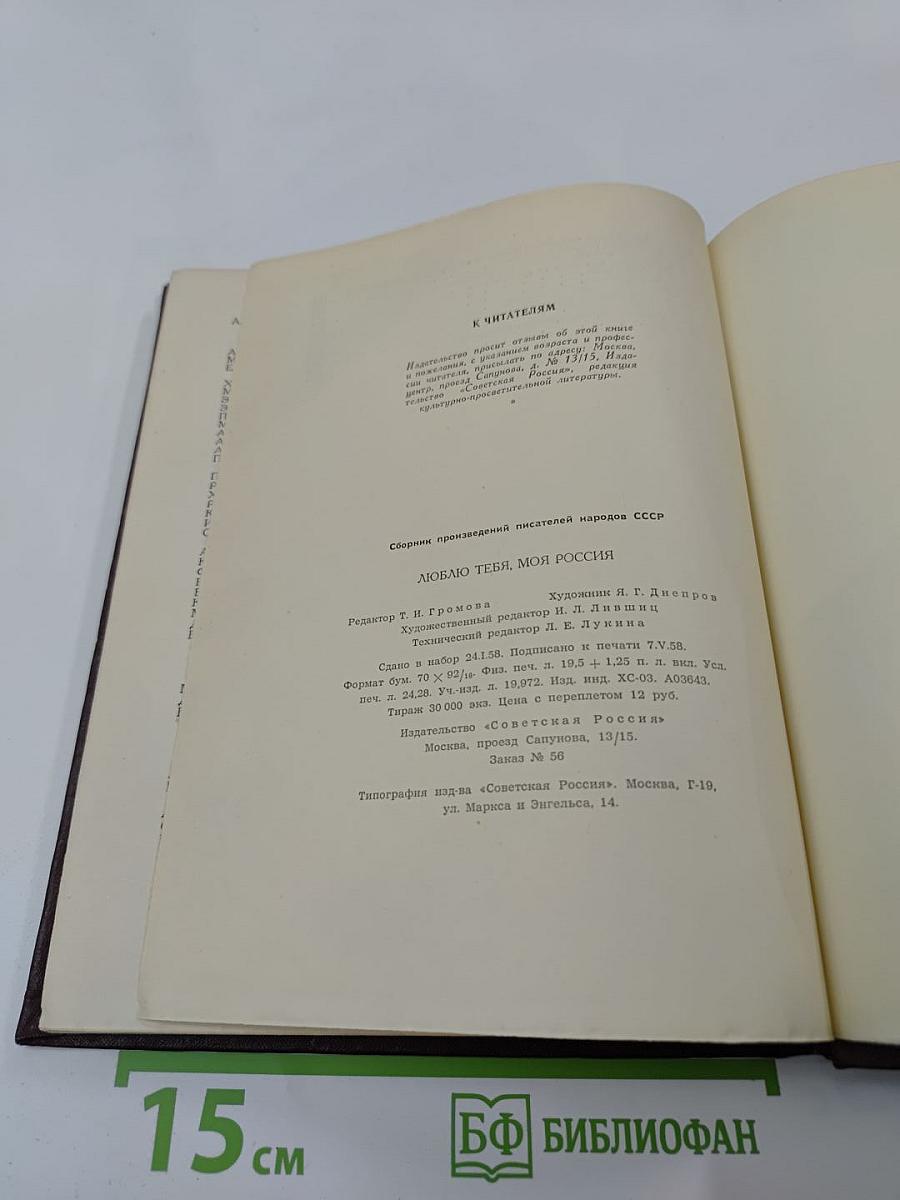 К ЧИТАТЕЛЯМ
Издательство просит отзывы об этой книге
и пожелания, с указанием возраста и профес-
сии читателя, присылать по адресу: Москва,
центр, проезд Сапунова, д. № 13/15, Изда-
тельство «Советская Россия», редакция
культурно-просветительной литературы.
Сборник произведений писателей народов СССР
ЛЮБЛЮ ТЕБЯ, МОЯ РОССИЯ
Редактор Т. И. Громова Художник Я. Г. Днепров
Художественный редактор И. Л. Лившиц
Технический редактор Л. Е. Лукина
Сдано в набор 24.I.58. Подписано к печати 7.V.58.
Формат бум. 70 × 92/16. Физ. печ. л. 19,5 + 1,25 п. л. вкл. Усл.
печ. л. 24,28. Уч.-изд. л. 19,972. Изд. инд. ХС-03. А03643.
Тираж 30 000 экз. Цена с переплетом 12 руб.
Издательство «Советская Россия»
Москва, проезд Сапунова, 13/15.
Заказ № 56
Типография изд-ва «Советская Россия». Москва, Г-19,
ул. Маркса и Энгельса, 14.
15 см
БФ БИБЛИОФАН